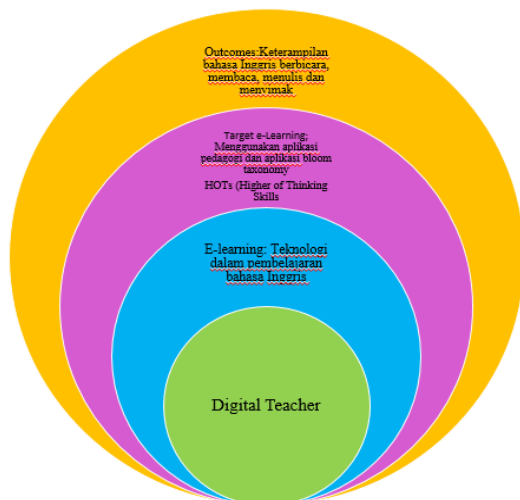 Outcomes:Keterampilan
bahasa Inggris berbicara,
membaca, menulis dan
menyimak
Target e-Learning;
Menggunakan aplikasi
pedagogi dan aplikasi bloom
taxonomy
HOTs (Higher of Thinking
Skills
E-learning: Teknologi
dalam pembelajaran
bahasa Inggris
Digital Teacher